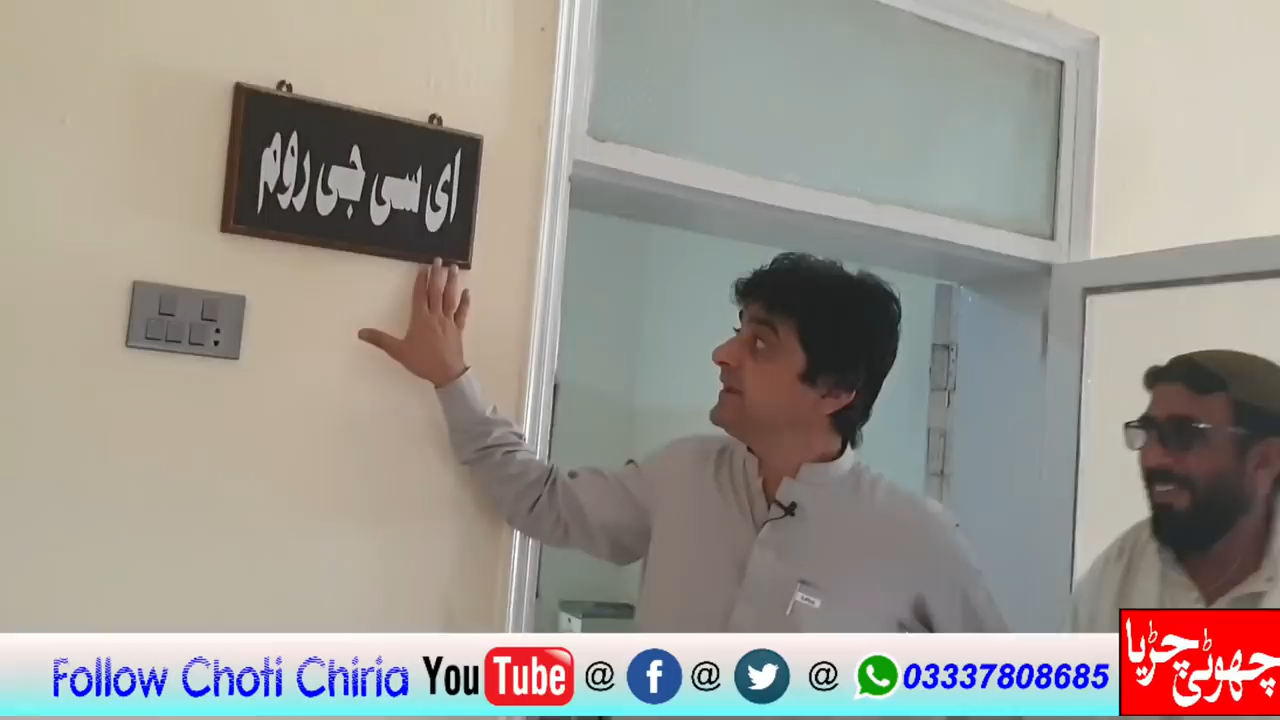 ای سی جی روم
Follow Choti Chiria YouTube @ @ @ 03337808685
چھوٹی چڑیا